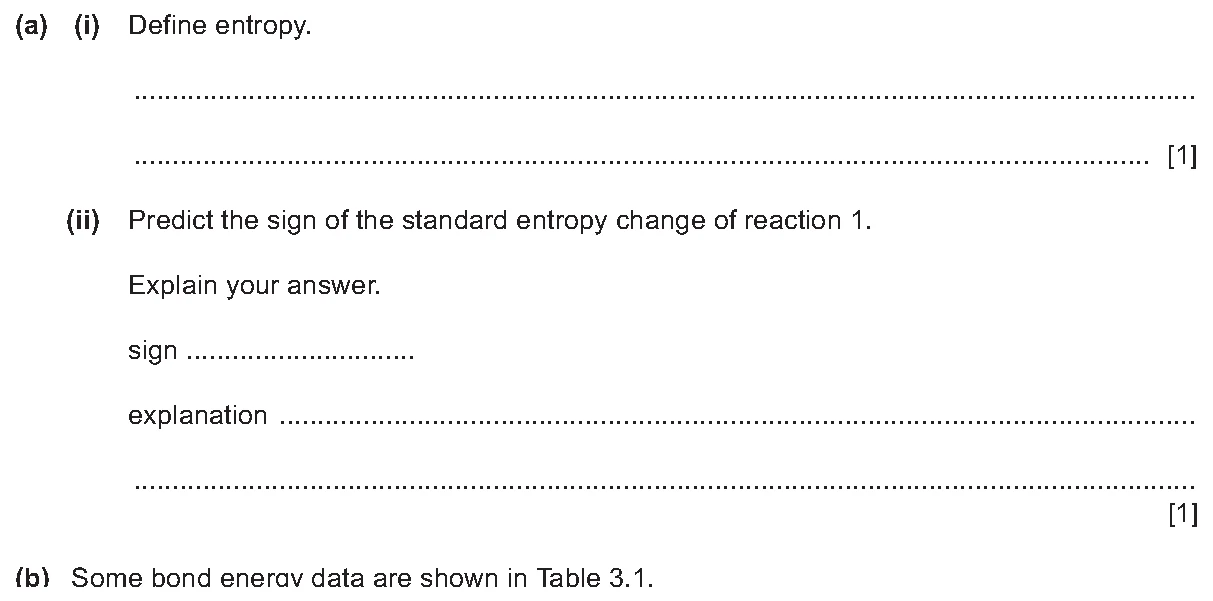 (a) (i) Define entropy.
..........................................................................................................................................
.................................................................................................................................... [1]
(ii) Predict the sign of the standard entropy change of reaction 1.
Explain your answer.
sign ..............................
explanation .......................................................................................................................
..........................................................................................................................................
[1]
(b) Some bond energy data are shown in Table 3.1.